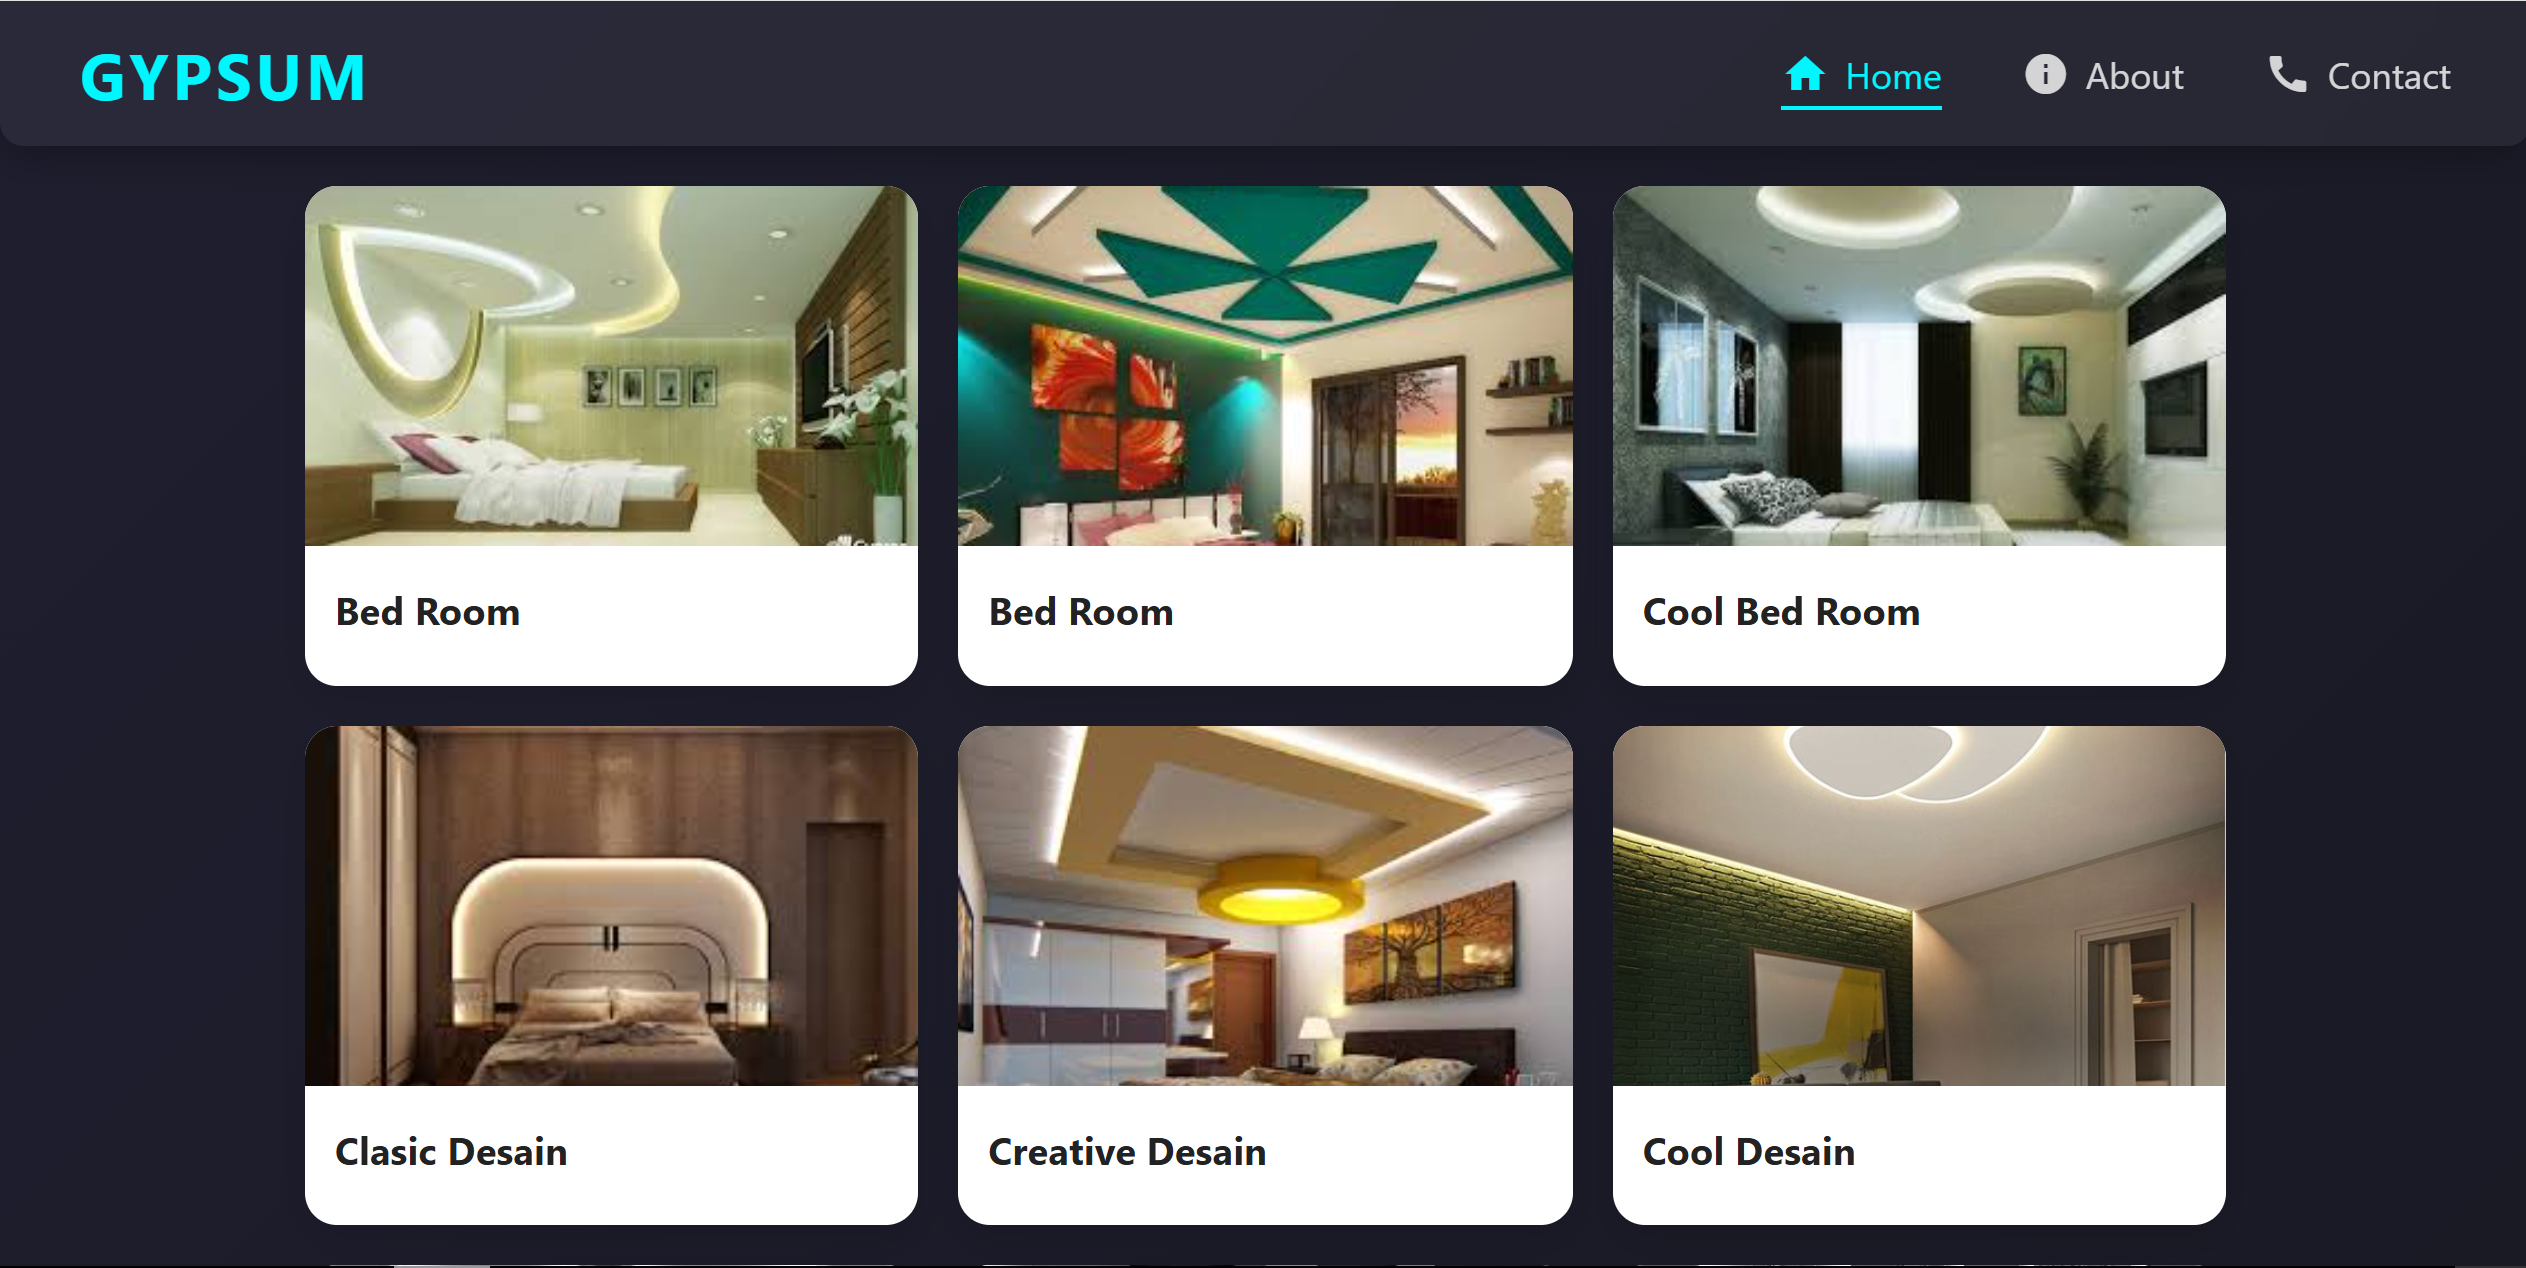 GYPSUM
Home
About
Contact
Bed Room
Bed Room
Cool Bed Room
Clasic Desain
Creative Desain
Cool Desain